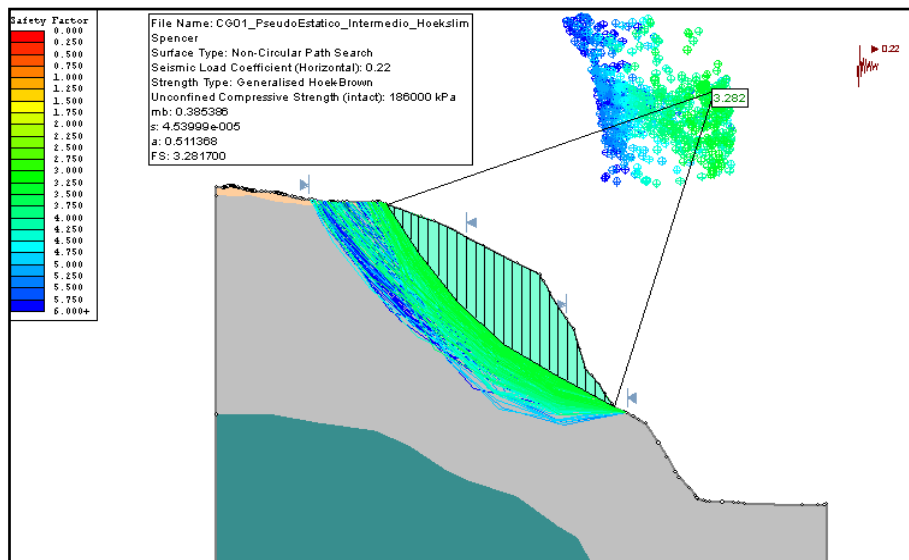 Safety Factor
0.000
0.250
0.500
0.750
1.000
1.250
1.500
1.750
2.000
2.250
2.500
2.750
3.000
3.250
3.500
3.750
4.000
4.250
4.500
4.750
5.000
5.250
5.500
5.750
6.000+
File Name: CG01_PseudoEstatico_Intermedio_Hoekslim
Spencer
Surface Type: Non-Circular Path Search
Seismic Load Coefficient (Horizontal): 0.22
Strength Type: Generalised Hoek-Brown
Unconfined Compressive Strength (intact): 186000 kPa
mb: 0.385386
s: 4.53999e-005
a: 0.511368
FS: 3.281700
3.282
0.22